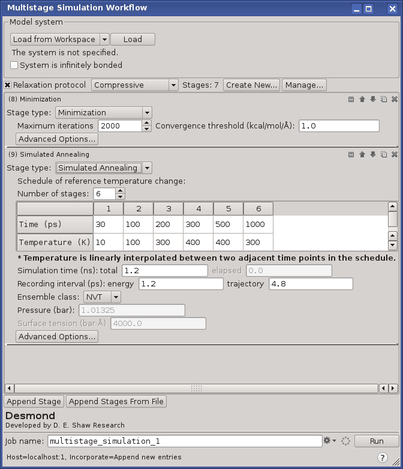 Multistage Simulation Workflow
Model system
Load from Workspace Load
The system is not specified.
System is infinitely bonded
Relaxation protocol Compressive Stages: 7 Create New... Manage...
(8) Minimization
Stage type: Minimization
Maximum iterations 2000 Convergence threshold (kcal/mol/Å): 1.0
Advanced Options...
(9) Simulated Annealing
Stage type: Simulated Annealing
Schedule of reference temperature change:
Number of stages: 6
1 2 3 4 5 6
Time (ps) 30 100 200 300 500 1000
Temperature (K) 10 100 300 400 400 300
* Temperature is linearly interpolated between two adjacent time points in the schedule.
Simulation time (ns): total 1.2 elapsed 0.0
Recording interval (ps): energy 1.2 trajectory 4.8
Ensemble class: NVT
Pressure (bar): 1.01325
Surface tension (bar·Å) 4000.0
Advanced Options...
Append Stage Append Stages From File
Desmond
Developed by D. E. Shaw Research
Job name: multistage_simulation_1 Run
Host=localhost:1, Incorporate=Append new entries ?